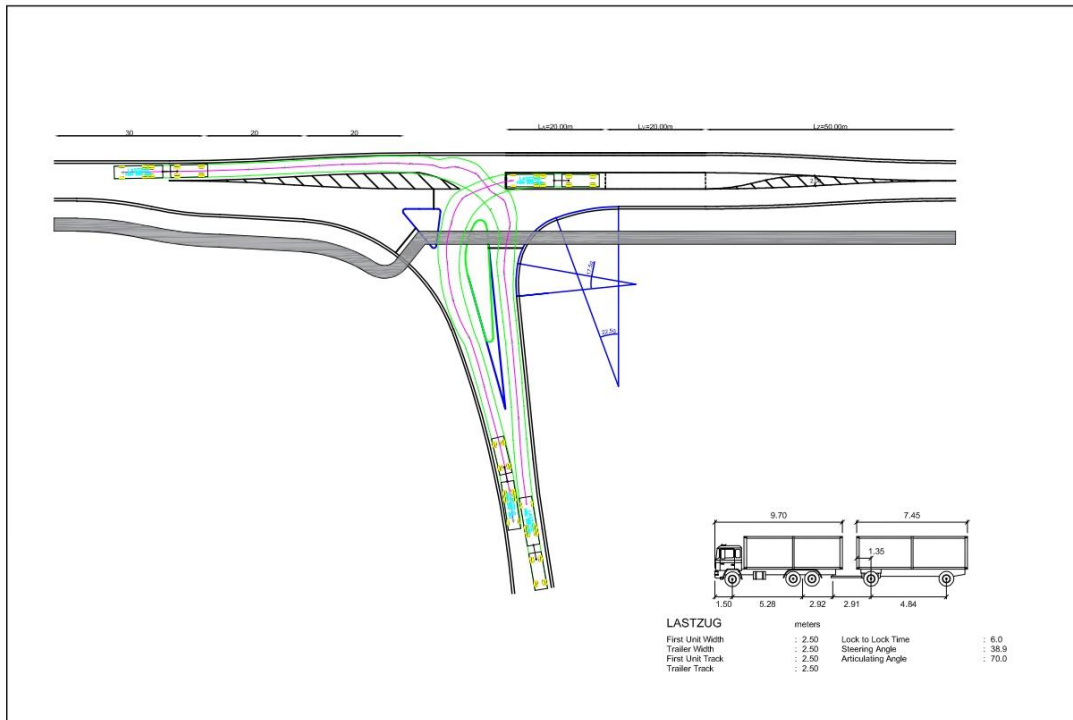 30
20
20
LA=20.00m
LV=20.00m
LZ=50.00m
22.5g
9.70
7.45
1.35
1.50
5.28
2.92
2.91
4.84
LASTZUG
meters
First Unit Width : 2.50 Lock to Lock Time : 6.0
Trailer Width : 2.50 Steering Angle : 38.9
First Unit Track : 2.50 Articulating Angle : 70.0
Trailer Track : 2.50